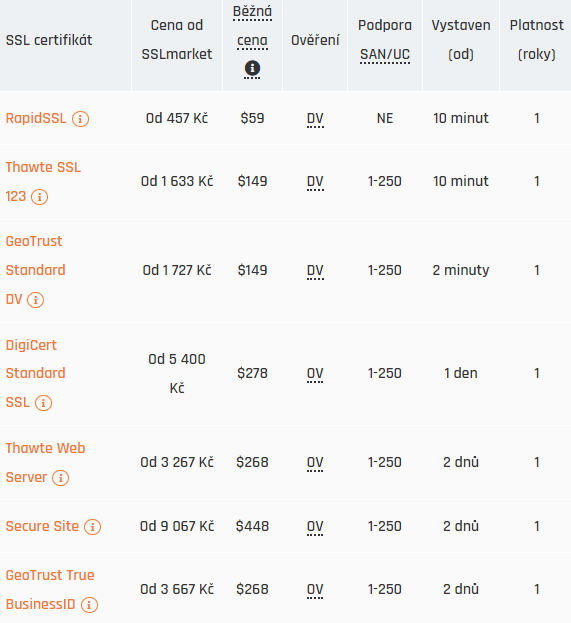 SSL certifikát
Cena od
SSLmarket
Běžná
cena
Ověření
Podpora
SAN/UC
Vystaven
(od)
Platnost
(roky)
RapidSSL
Od 457 Kč
$59
DV
NE
10 minut
1
Thawte SSL
123
Od 1 633 Kč
$149
DV
1-250
10 minut
1
GeoTrust
Standard
DV
Od 1 727 Kč
$149
DV
1-250
2 minuty
1
DigiCert
Standard
SSL
Od 5 400
Kč
$278
OV
1-250
1 den
1
Thawte Web
Server
Od 3 267 Kč
$268
OV
1-250
2 dnů
1
Secure Site
Od 9 067 Kč
$448
OV
1-250
2 dnů
1
GeoTrust True
BusinessID
Od 3 667 Kč
$268
OV
1-250
2 dnů
1